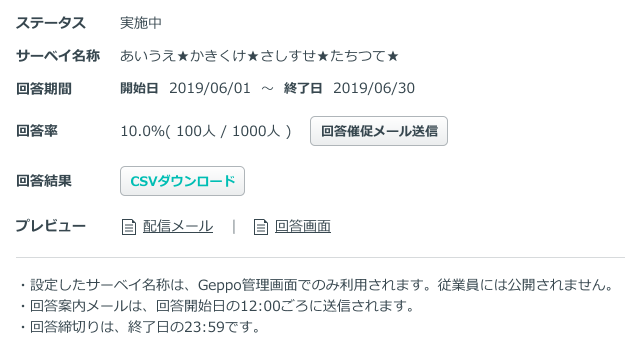 ステータス 実施中
サーベイ名称 あいうえ★かきくけ★さしすせ★たちつて★
回答期間 開始日 2019/06/01 ～ 終了日 2019/06/30
回答率 10.0%( 100人 / 1000人 ) 回答催促メール送信
回答結果 CSVダウンロード
プレビュー 配信メール | 回答画面
・設定したサーベイ名称は、Geppo管理画面でのみ利用されます。従業員には公開されません。
・回答案内メールは、回答開始日の12:00ごろに送信されます。
・回答締切りは、終了日の23:59です。